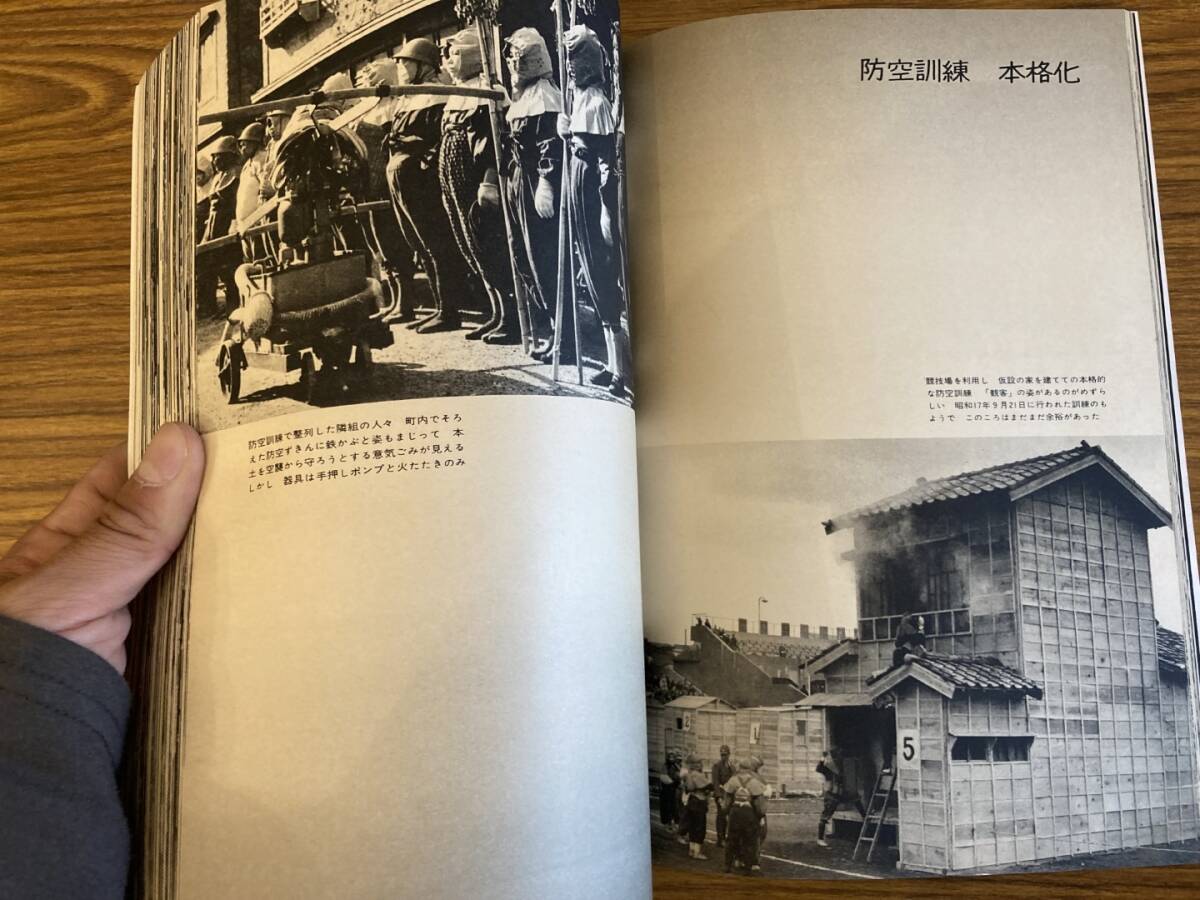 防空訓練で整列した隣組の人々 町内でそろ
えた防空ずきんに鉄かぶと姿もまじって 本
土を空襲から守ろうとする意気ごみが見える
しかし 器具は手押しポンプと火たたきのみ
防空訓練 本格化
競技場を利用し 仮設の家を建てての本格的
な防空訓練 「観客」の姿があるのがめずら
しい 昭和17年9月21日に行われた訓練のも
ようで このころはまだまだ余裕があった
2
1
5